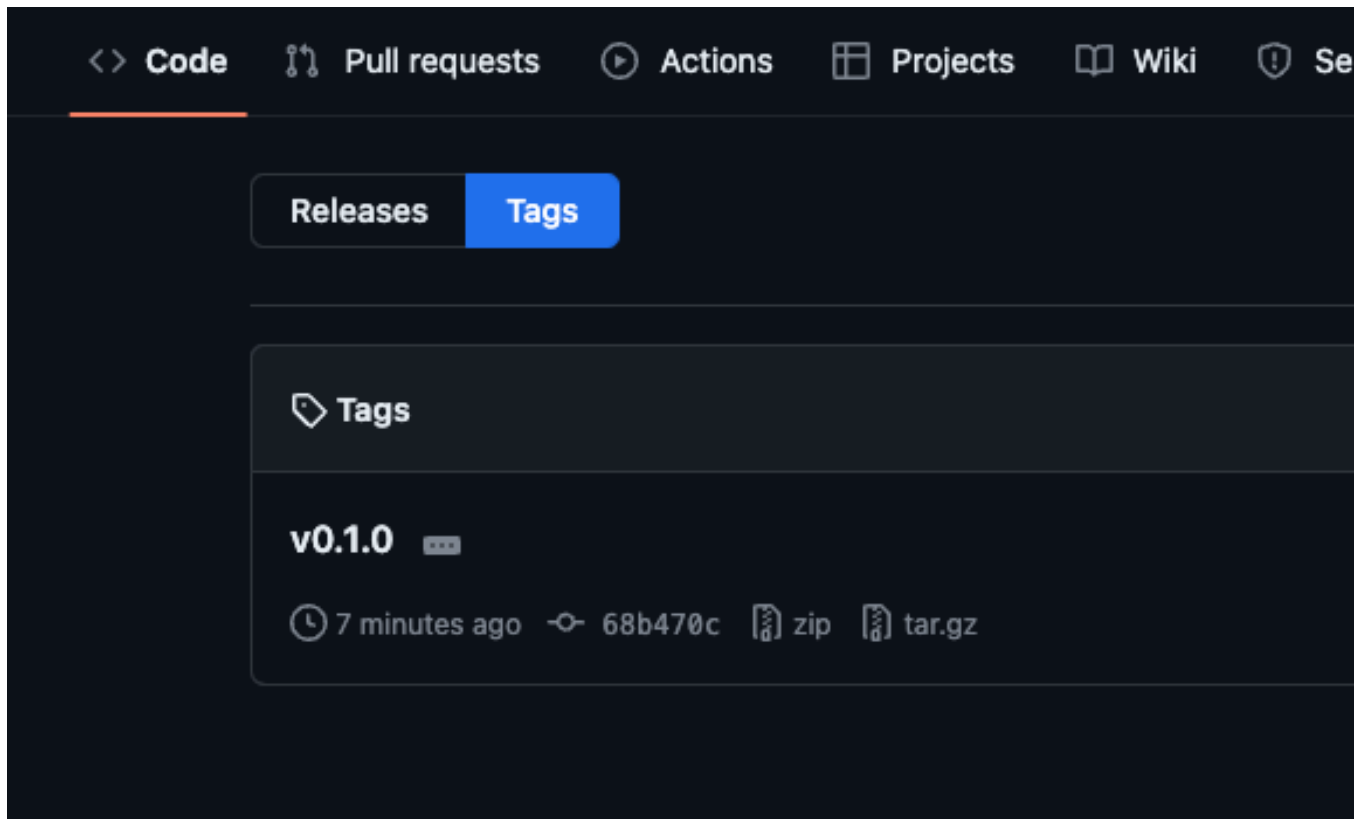 Code Pull requests Actions Projects Wiki Se
Releases Tags
Tags
v0.1.0
7 minutes ago 68b470c zip tar.gz